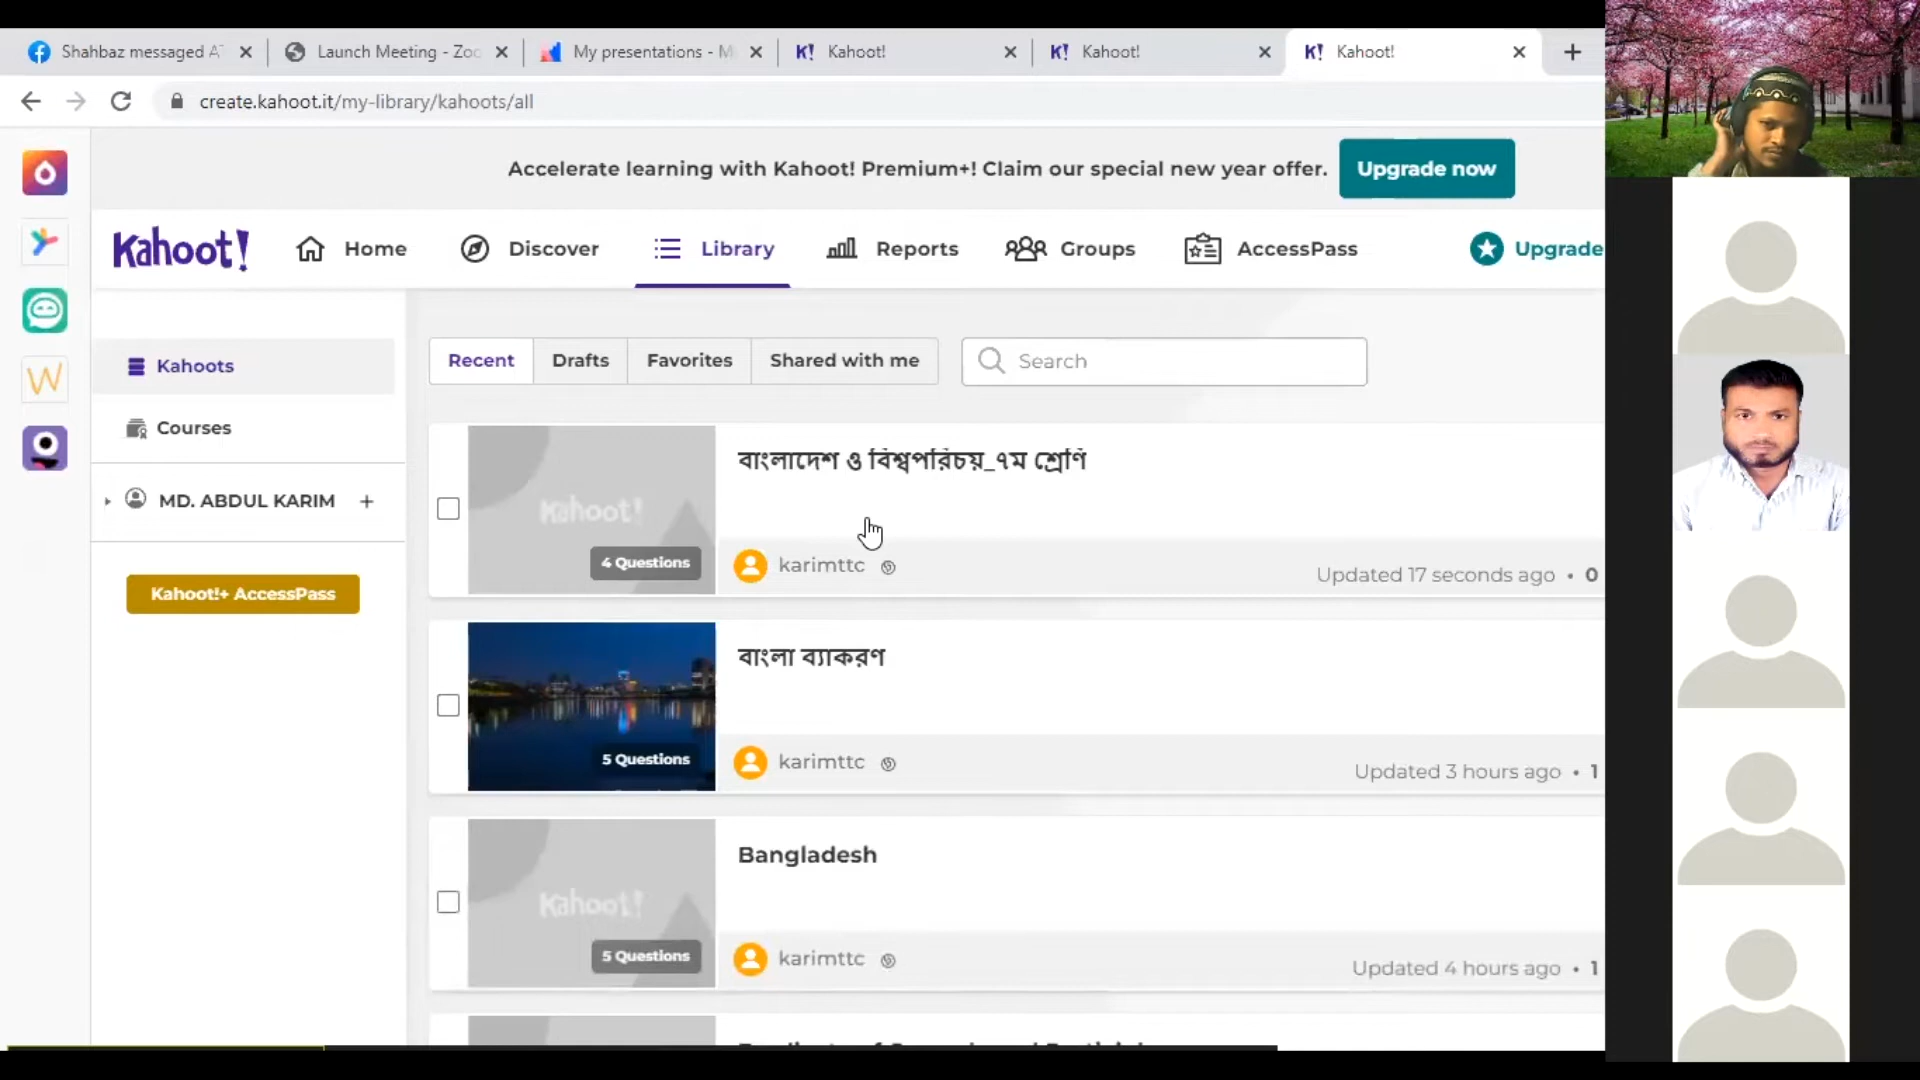 Shahbaz messaged
Launch Meeting - Zoo
My presentations - M
K! Kahoot!
K! Kahoot!
K! Kahoot!
create.kahoot.it/my-library/kahoots/all
Accelerate learning with Kahoot! Premium+! Claim our special new year offer.
Upgrade now
Kahoot!
Home
Discover
Library
Reports
Groups
AccessPass
Upgrade
Kahoots
Courses
MD. ABDUL KARIM +
Kahoot!+ AccessPass
Recent
Drafts
Favorites
Shared with me
Search
বাংলাদেশ ও বিশ্বপরিচয়_৭ম শ্রেণি
Kahoot!
4 Questions
karimttc
Updated 17 seconds ago • 0
বাংলা ব্যাকরণ
5 Questions
karimttc
Updated 3 hours ago • 1
Bangladesh
Kahoot!
5 Questions
karimttc
Updated 4 hours ago • 1